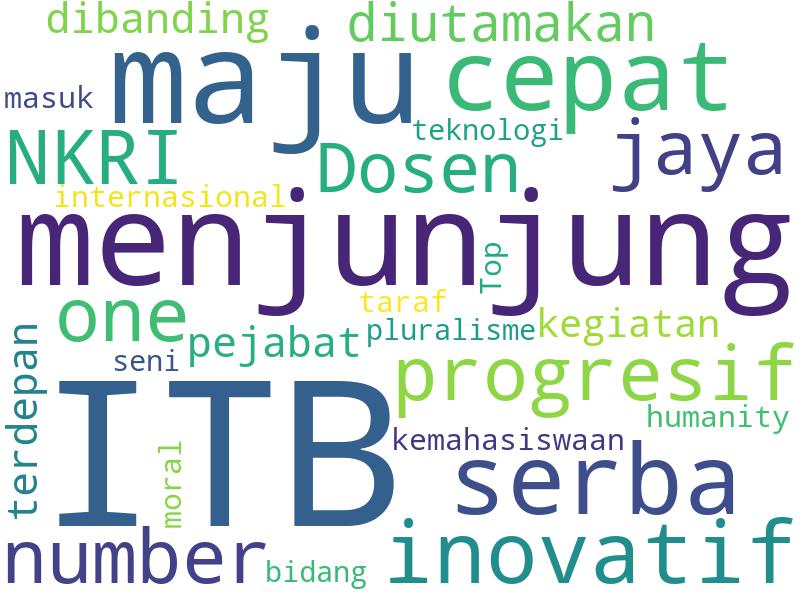 dibanding
diutamakan
maju
cepat
masuk
teknologi
NKRI
Dosen
jaya
internasional
menjunjung
Top
taraf
one
pejabat
pluralisme
kegiatan
terdepan
seni
progresif
ITB
humanity
moral
kemahasiswaan
serba
number
bidang
inovatif